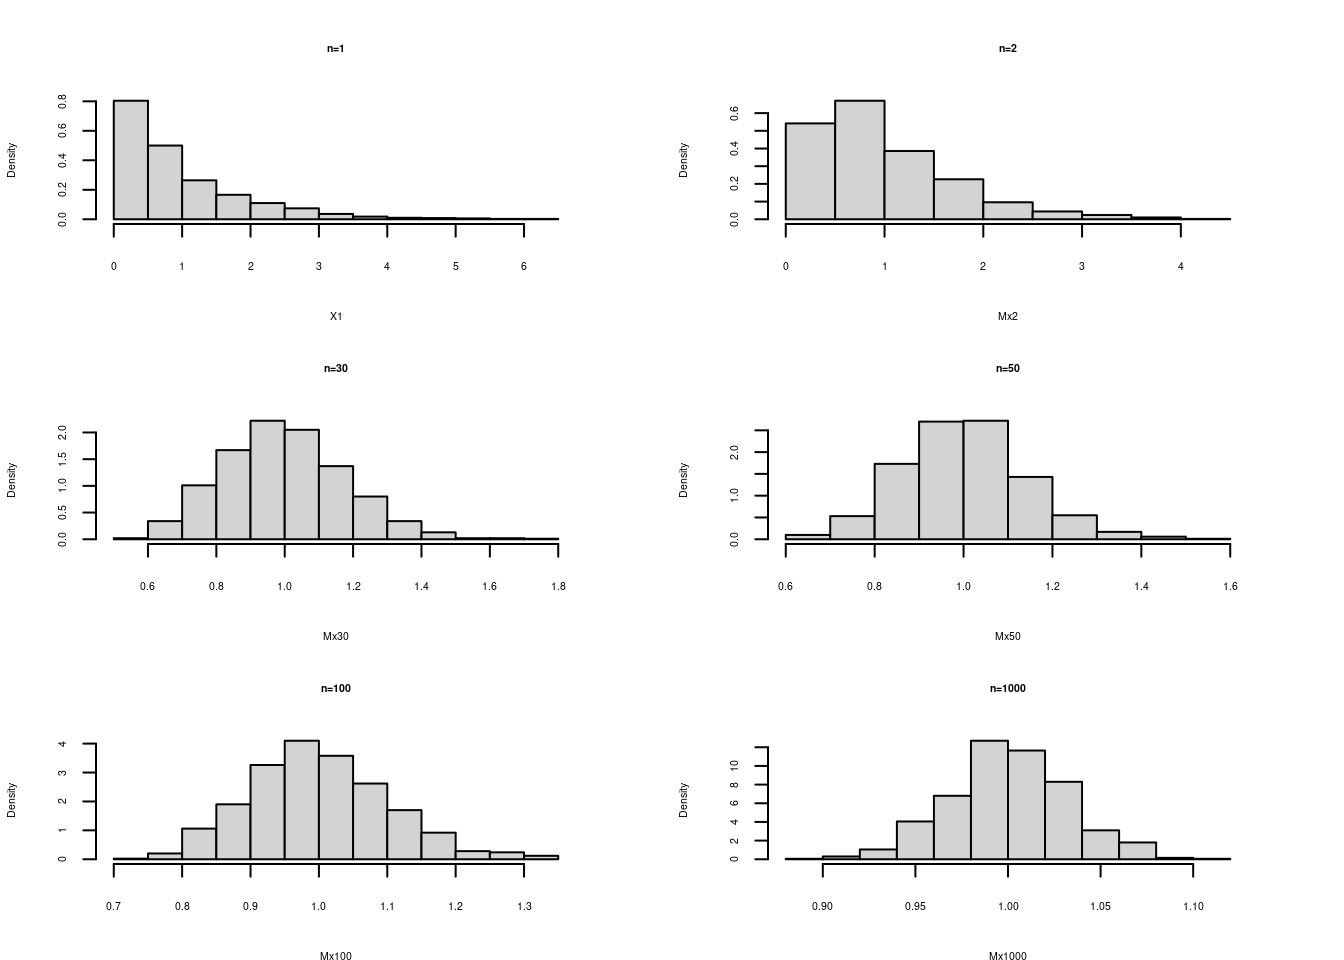 n=1
Density
0.0 0.2 0.4 0.6 0.8
0 1 2 3 4 5 6
X1
n=2
Density
0.0 0.2 0.4 0.6
0 1 2 3 4
Mx2
n=30
Density
0.0 0.5 1.0 1.5 2.0
0.6 0.8 1.0 1.2 1.4 1.6 1.8
Mx30
n=50
Density
0.0 1.0 2.0
0.6 0.8 1.0 1.2 1.4 1.6
Mx50
n=100
Density
0 1 2 3 4
0.7 0.8 0.9 1.0 1.1 1.2 1.3
Mx100
n=1000
Density
0 2 4 6 8 10
0.90 0.95 1.00 1.05 1.10
Mx1000